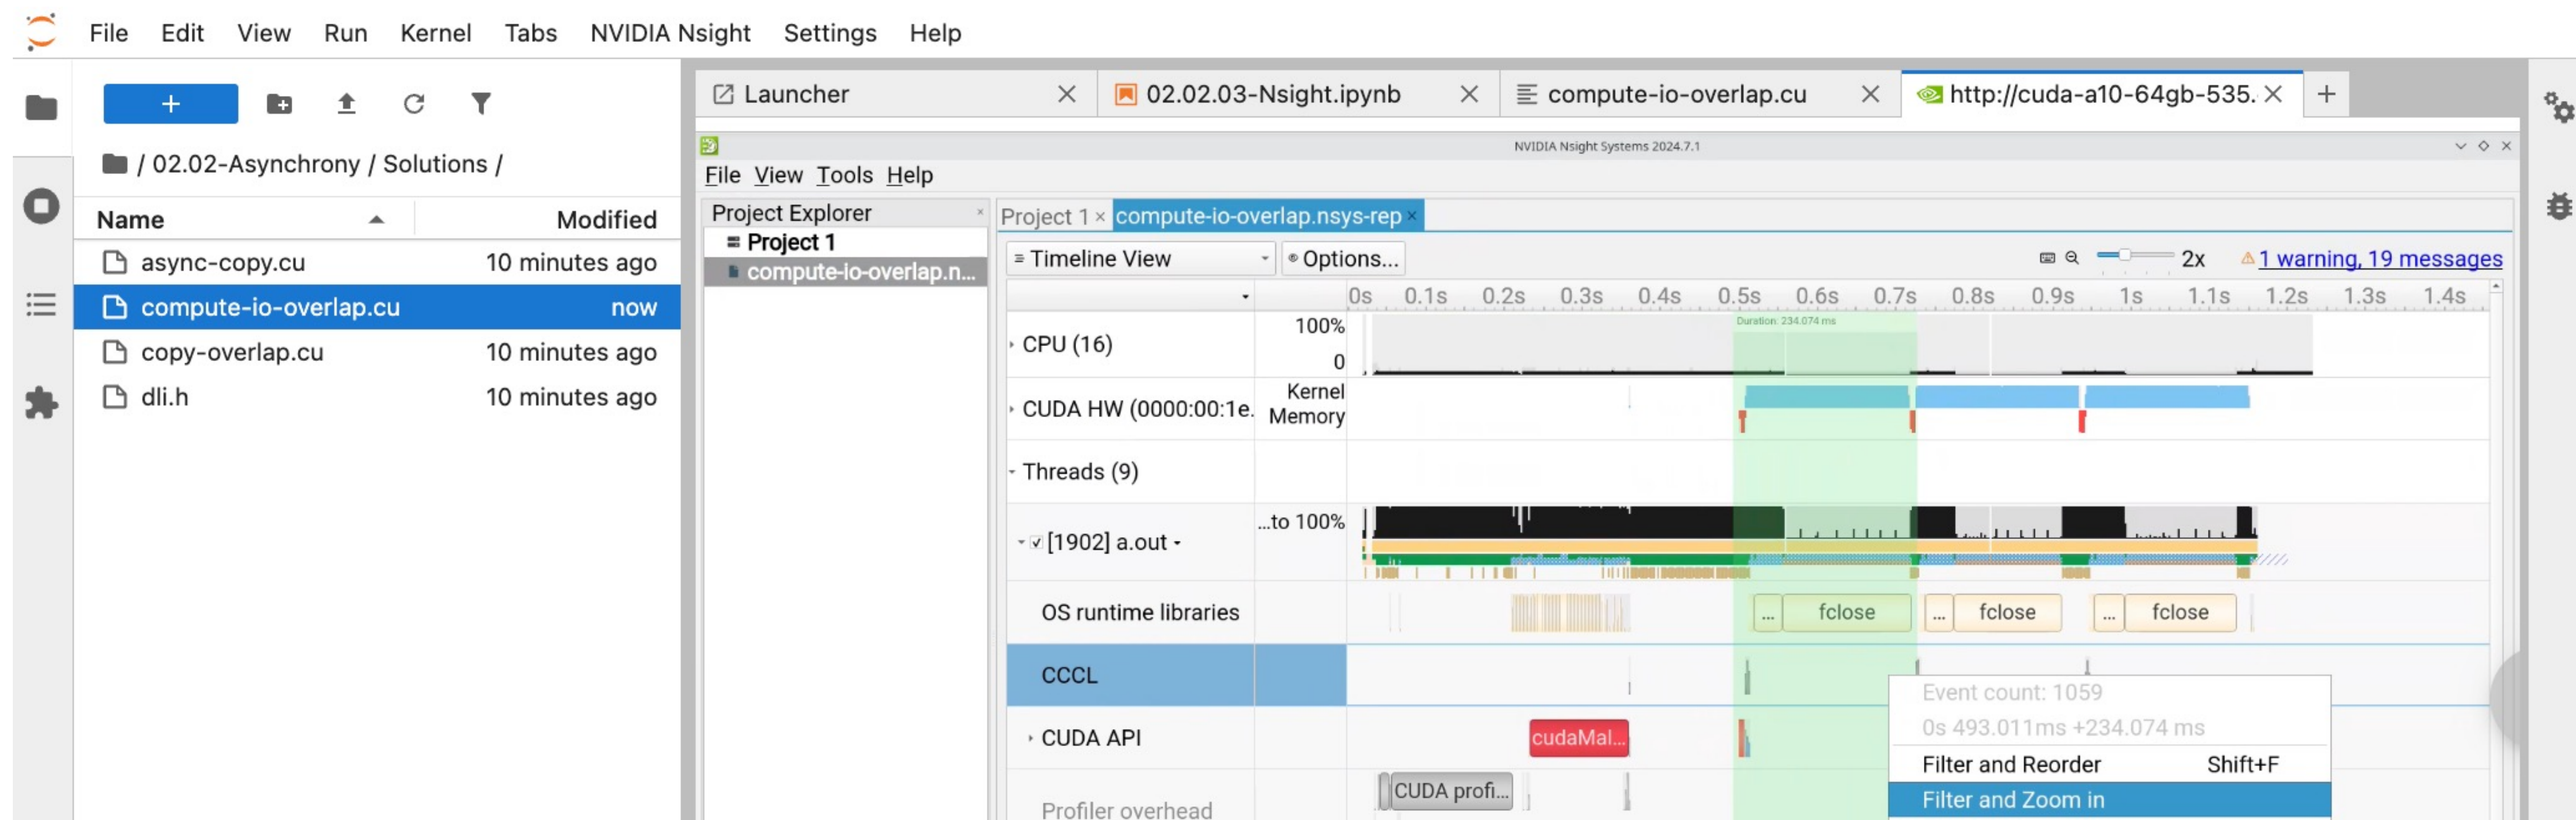 File Edit View Run Kernel Tabs NVIDIA Nsight Settings Help
+
/ 02.02-Asynchrony / Solutions /
Name Modified
async-copy.cu 10 minutes ago
compute-io-overlap.cu now
copy-overlap.cu 10 minutes ago
dli.h 10 minutes ago
Launcher 02.02.03-Nsight.ipynb compute-io-overlap.cu http://cuda-a10-64gb-535. +
NVIDIA Nsight Systems 2024.7.1
File View Tools Help
Project Explorer
Project 1
compute-io-overlap.n...
Project 1 compute-io-overlap.nsys-rep
Timeline View Options... 2x 1 warning, 19 messages
0s 0.1s 0.2s 0.3s 0.4s 0.5s 0.6s 0.7s 0.8s 0.9s 1s 1.1s 1.2s 1.3s 1.4s
Duration: 234.074 ms
CPU (16) 100%
0
CUDA HW (0000:00:1e. Kernel
Memory
Threads (9)
[1902] a.out ...to 100%
OS runtime libraries ... fclose ... fclose ... fclose
CCCL
CUDA API cudaMal...
Profiler overhead CUDA profi...
Event count: 1059
0s 493.011ms +234.074 ms
Filter and Reorder Shift+F
Filter and Zoom in